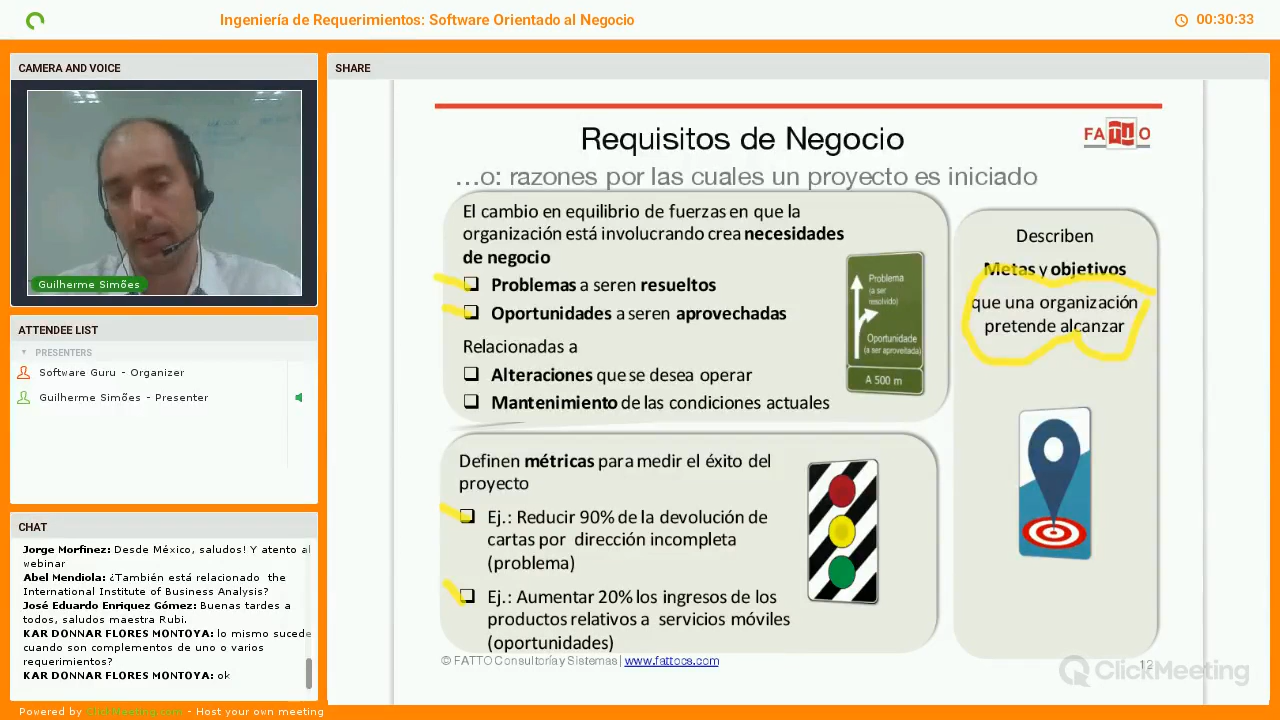 Ingeniería de Requerimientos: Software Orientado al Negocio
00:30:33
CAMERA AND VOICE
Guilherme Simões
ATTENDEE LIST
PRESENTERS
Software Guru - Organizer
Guilherme Simões - Presenter
CHAT
Jorge Morfinez: Desde México, saludos! Y atento al
webinar
Abel Mendiola: ¿También está relacionado the
International Institute of Business Analysis?
José Eduardo Enriquez Gómez: Buenas tardes a
todos, saludos maestra Rubi.
KAR DONNAR FLORES MONTOYA: lo mismo sucede
cuando son complementos de uno o varios
requerimientos?
KAR DONNAR FLORES MONTOYA: ok
Powered by ClickMeeting.com - Host your own meeting
SHARE
Requisitos de Negocio
FATTO
...o: razones por las cuales un proyecto es iniciado
El cambio en equilibrio de fuerzas en que la
organización está involucrando crea necesidades
de negocio
Problemas a seren resueltos
Oportunidades a seren aprovechadas
Relacionadas a
Alteraciones que se desea operar
Mantenimiento de las condiciones actuales
Problema
(a ser
resolvido)
Oportunidade
(a ser aproveitada)
A 500 m
Describen
Metas y objetivos
que una organización
pretende alcanzar
Definen métricas para medir el éxito del
proyecto
Ej.: Reducir 90% de la devolución de
cartas por dirección incompleta
(problema)
Ej.: Aumentar 20% los ingresos de los
productos relativos a servicios móviles
(oportunidades)
© FATTO Consultoría y Sistemas | www.fattocs.com
12
ClickMeeting